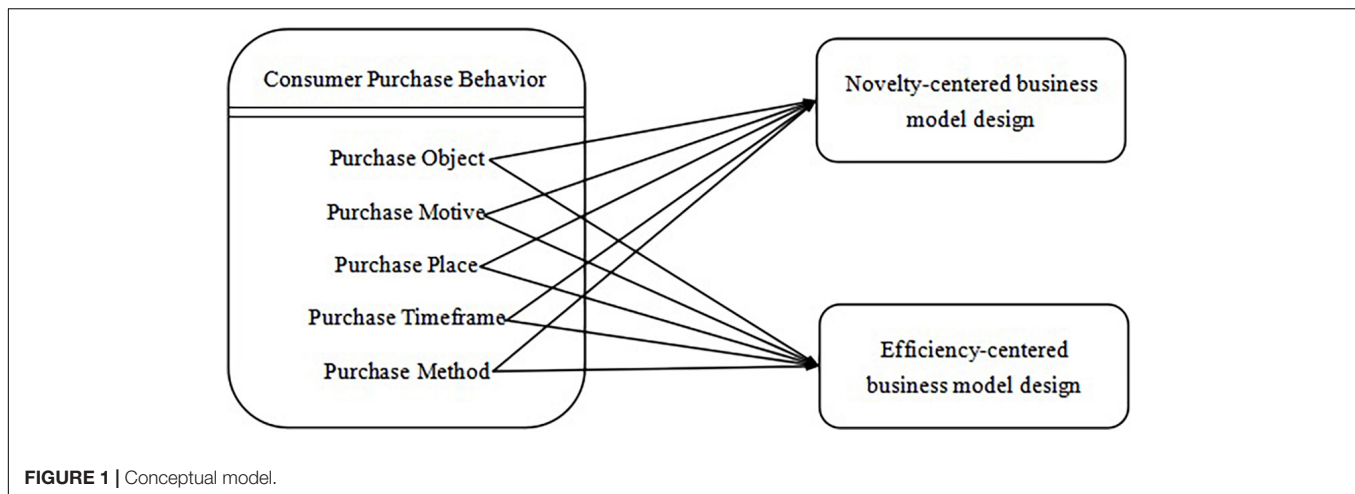 Consumer Purchase Behavior
Purchase Object
Purchase Motive
Purchase Place
Purchase Timeframe
Purchase Method
Novelty-centered business
model design
Efficiency-centered
business model design
FIGURE 1 | Conceptual model.